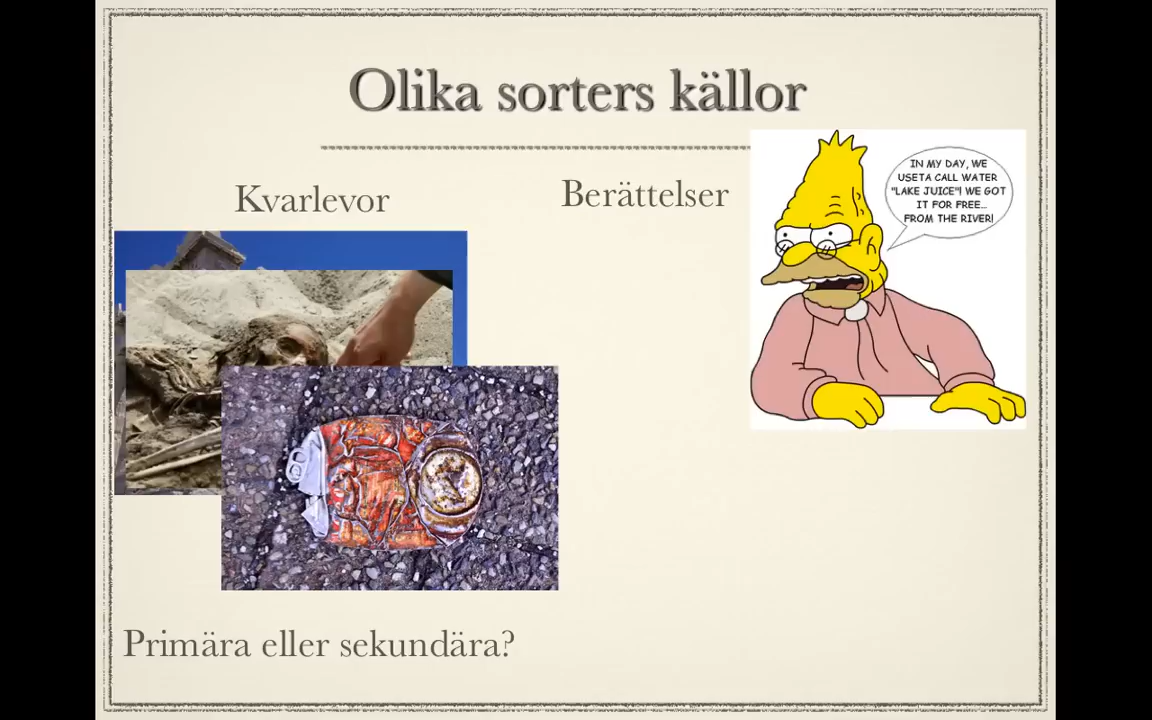 Olika sorters källor
Kvarlevor
Berättelser
IN MY DAY, WE
USETA CALL WATER
"LAKE JUICE"! WE GOT
IT FOR FREE...
FROM THE RIVER!
Primära eller sekundära?